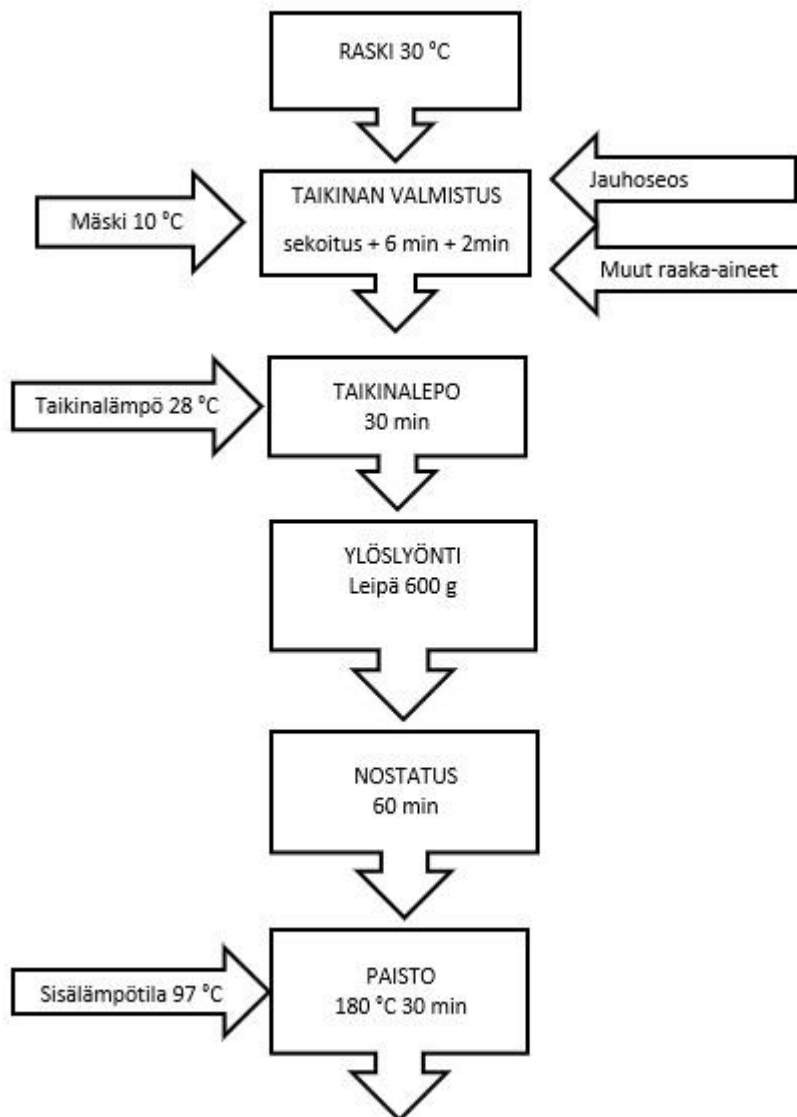 RASKI 30 °C
TAIKINAN VALMISTUS
sekoitus + 6 min + 2min
Mäski 10 °C
Jauhoseos
Muut raaka-aineet
Taikinalämpö 28 °C
TAIKINALEPO
30 min
YLÖSLYÖNTI
Leipä 600 g
NOSTATUS
60 min
Sisälämpötila 97 °C
PAISTO
180 °C 30 min